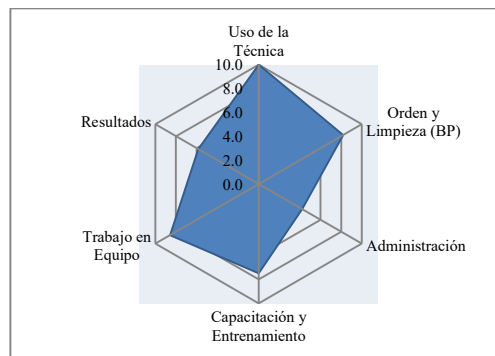 Uso de la
Técnica
10.0
8.0
6.0
4.0
2.0
0.0
Orden y
Limpieza (BP)
Administración
Capacitación y
Entrenamiento
Trabajo en
Equipo
Resultados